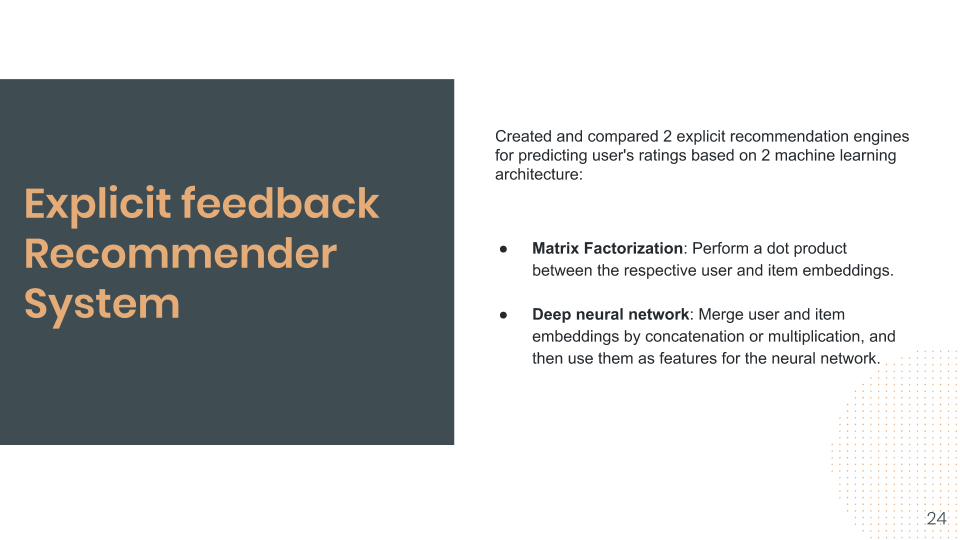 Explicit feedback
Recommender
System
Created and compared 2 explicit recommendation engines
for predicting user's ratings based on 2 machine learning
architecture:
● Matrix Factorization: Perform a dot product
between the respective user and item embeddings.
● Deep neural network: Merge user and item
embeddings by concatenation or multiplication, and
then use them as features for the neural network.
24